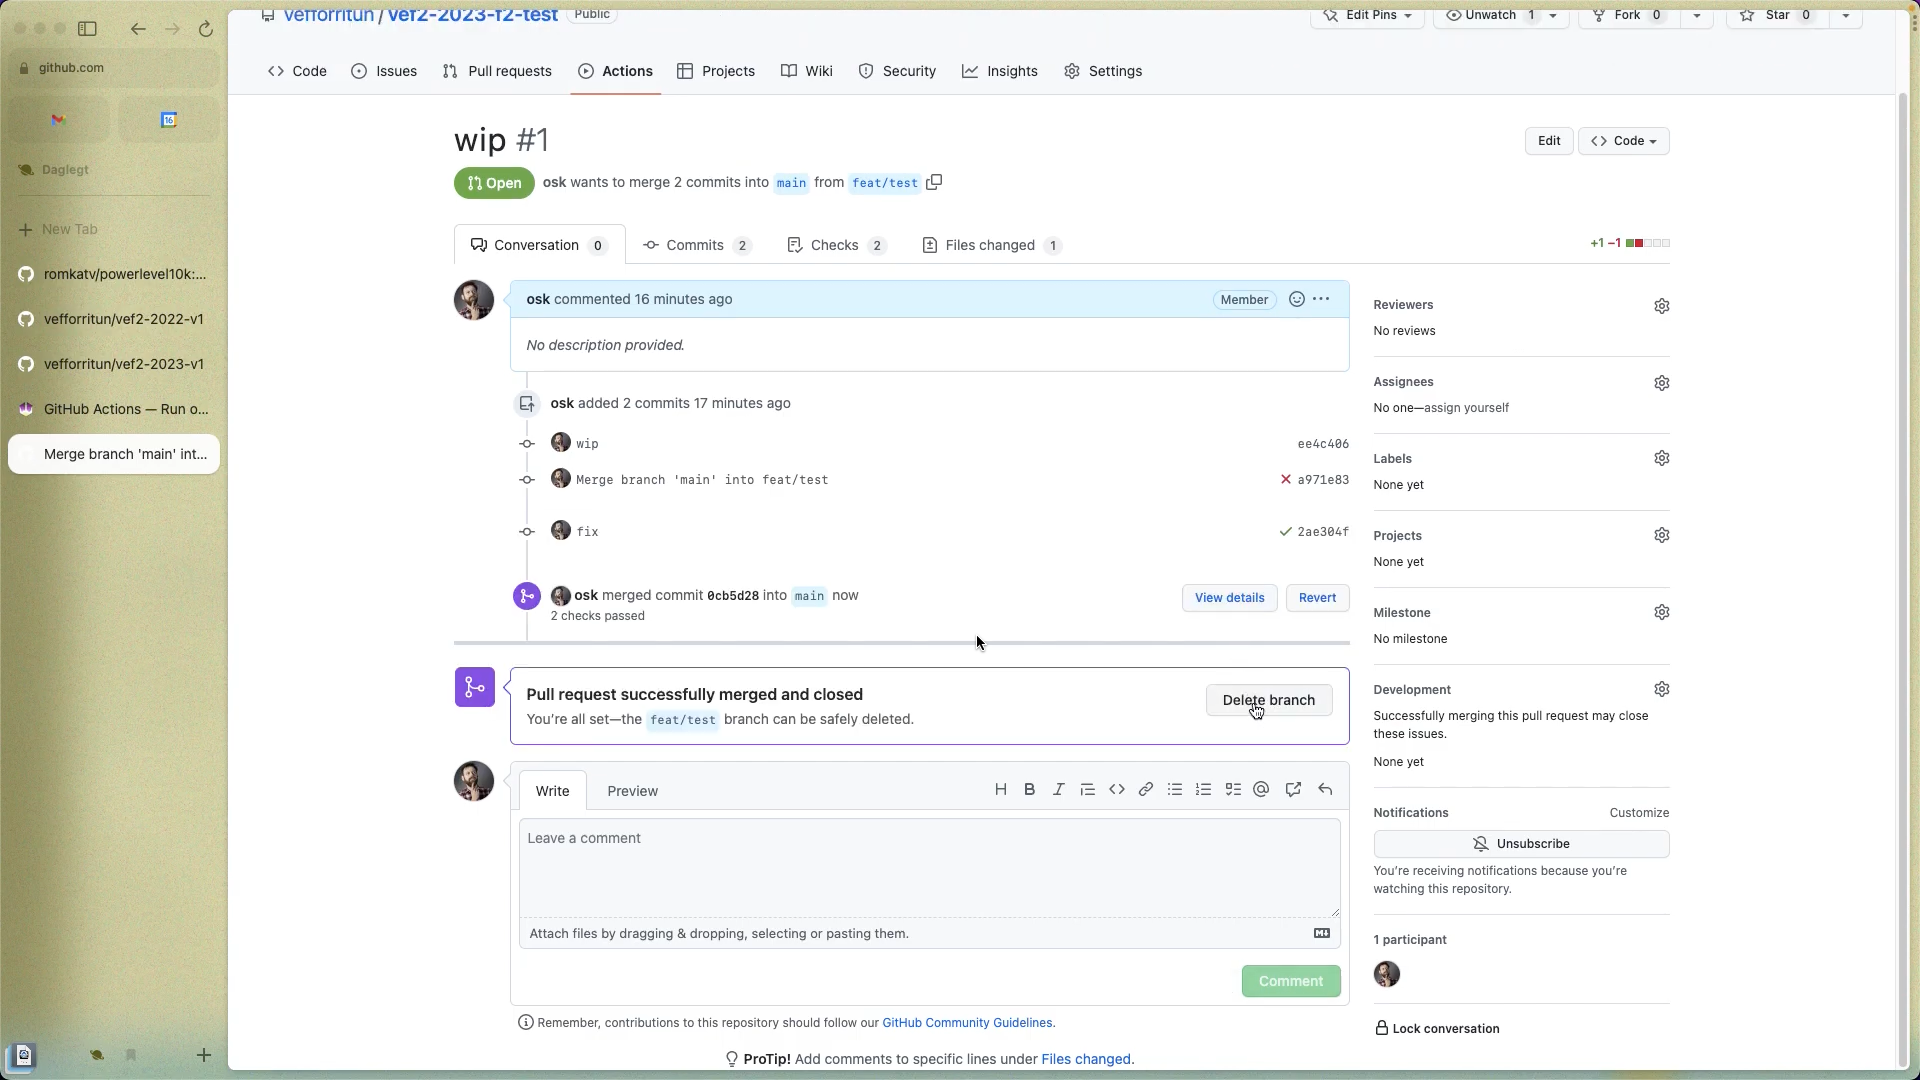 vefforritun / vef2-2023-f2-test Public
Edit Pins Unwatch 1 Fork 0 Star 0
github.com
Code Issues Pull requests Actions Projects Wiki Security Insights Settings
16
Daglegt
New Tab
romkatv/powerlevel10k:...
vefforritun/vef2-2022-v1
vefforritun/vef2-2023-v1
GitHub Actions — Run o...
Merge branch 'main' int...
wip #1
Edit Code
Open osk wants to merge 2 commits into main from feat/test
Conversation 0 Commits 2 Checks 2 Files changed 1
+1 −1
osk commented 16 minutes ago Member
No description provided.
osk added 2 commits 17 minutes ago
wip ee4c406
Merge branch 'main' into feat/test a971e83
fix 2ae304f
osk merged commit 0cb5d28 into main now
2 checks passed
View details Revert
Pull request successfully merged and closed
You're all set—the feat/test branch can be safely deleted.
Delete branch
Write Preview
Leave a comment
Attach files by dragging & dropping, selecting or pasting them.
Comment
Remember, contributions to this repository should follow our GitHub Community Guidelines.
ProTip! Add comments to specific lines under Files changed.
Reviewers
No reviews
Assignees
No one—assign yourself
Labels
None yet
Projects
None yet
Milestone
No milestone
Development
Successfully merging this pull request may close
these issues.
None yet
Notifications Customize
Unsubscribe
You're receiving notifications because you're
watching this repository.
1 participant
Lock conversation